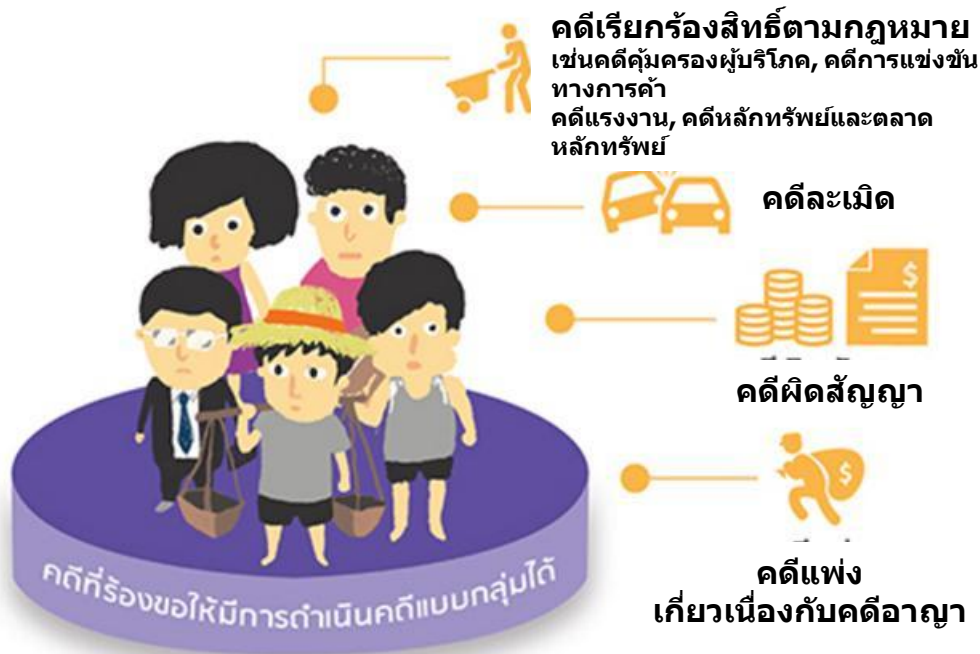 คดีเรียกร้องสิทธิ์ตามกฎหมาย
เช่นคดีคุ้มครองผู้บริโภค, คดีการแข่งขัน
ทางการค้า
คดีแรงงาน, คดีหลักทรัพย์และตลาด
หลักทรัพย์
คดีละเมิด
$
คดีผิดสัญญา
$
คดีแพ่ง
เกี่ยวเนื่องกับคดีอาญา
คดีที่ร้องขอให้มีการดำเนินคดีแบบกลุ่มได้